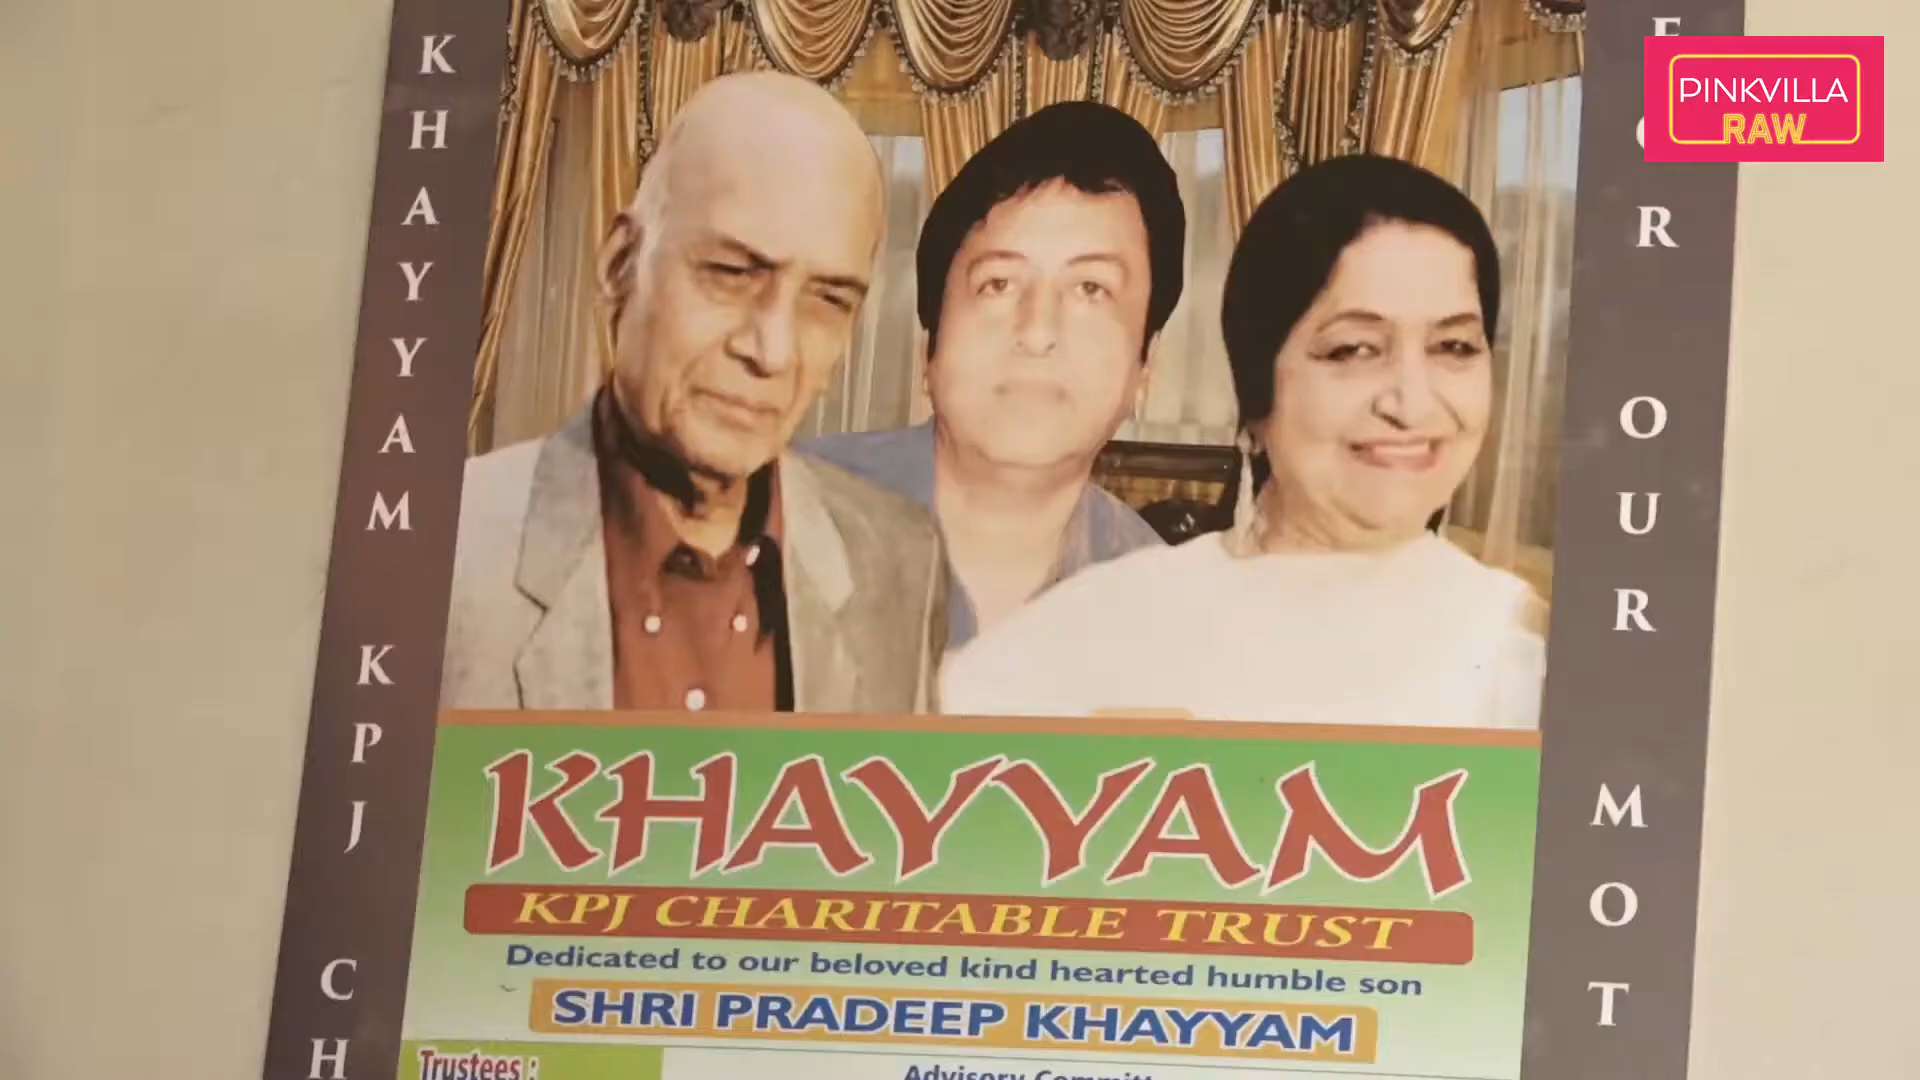 PINKVILLA
RAW
KHAYYAM KPJ CH
OUR MOT
KHAYYAM
KPJ CHARITABLE TRUST
Dedicated to our beloved kind hearted humble son
SHRI PRADEEP KHAYYAM
Trustees :
Advisory